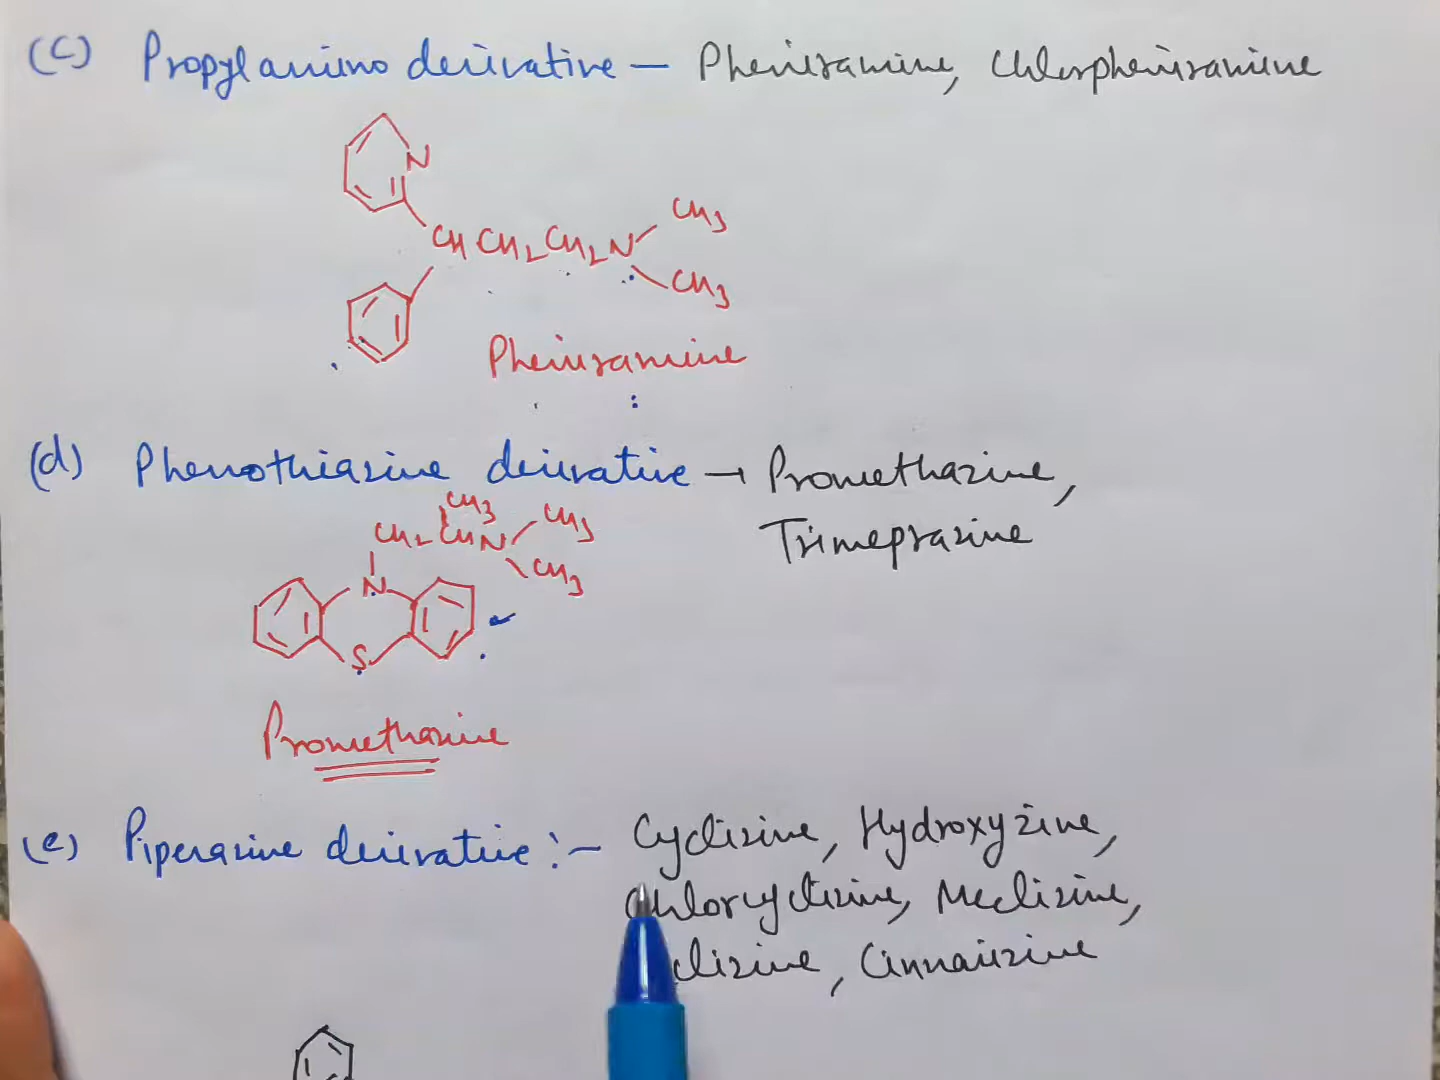 (C) Propylamino derivative — Pheniramine, Chlorpheniramine
N
CH CH2 CH2 N CH3
CH3
Pheniramine
(d) Phenothiazine derivative → Promethazine,
Trimeprazine
CH3
CH2 CH N CH3
CH3
N
S
Promethazine
(e) Piperazine derivative :- Cyclizine, Hydroxyzine,
Chlorcyclizine, Meclizine,
clizine, Cinnarizine